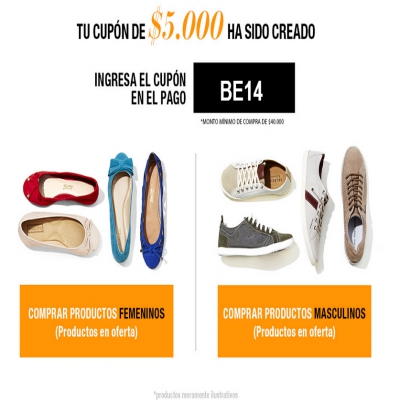 TU CUPÓN DE $5.000 HA SIDO CREADO
INGRESA EL CUPÓN
EN EL PAGO
BE14
*MONTO MÍNIMO DE COMPRA DE $40.000
COMPRAR PRODUCTOS FEMENINOS
(Productos en oferta)
COMPRAR PRODUCTOS MASCULINOS
(Productos en oferta)
*productos meramente ilustrativos